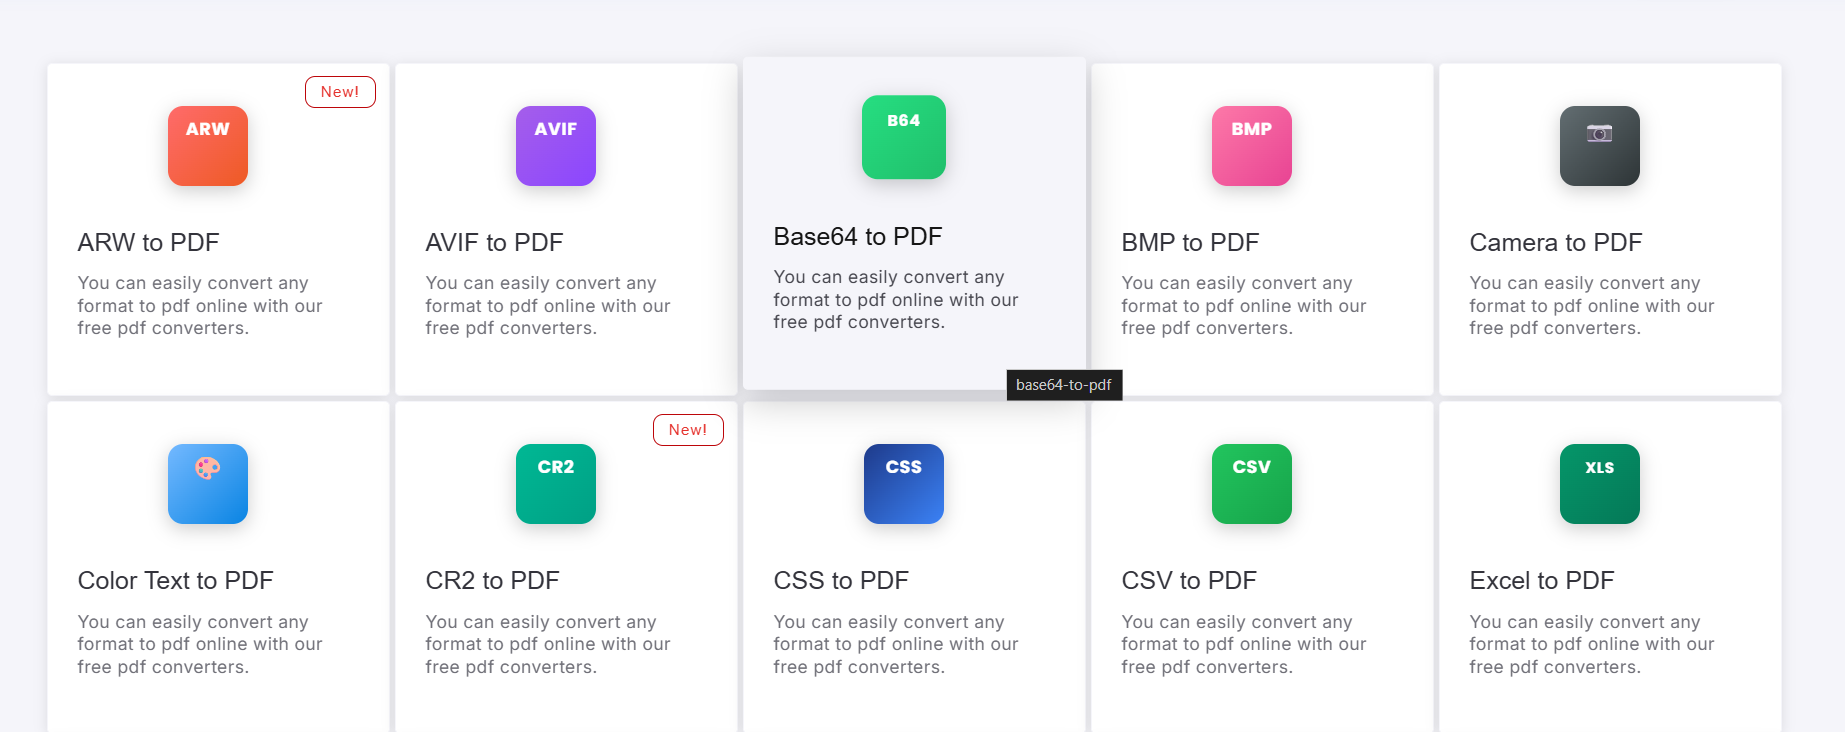 New!
ARW
AVIF
B64
BMP
ARW to PDF
AVIF to PDF
Base64 to PDF
BMP to PDF
Camera to PDF
You can easily convert any
format to pdf online with our
free pdf converters.
You can easily convert any
format to pdf online with our
free pdf converters.
You can easily convert any
format to pdf online with our
free pdf converters.
You can easily convert any
format to pdf online with our
free pdf converters.
You can easily convert any
format to pdf online with our
free pdf converters.
base64-to-pdf
New!
CR2
CSS
CSV
XLS
Color Text to PDF
CR2 to PDF
CSS to PDF
CSV to PDF
Excel to PDF
You can easily convert any
format to pdf online with our
free pdf converters.
You can easily convert any
format to pdf online with our
free pdf converters.
You can easily convert any
format to pdf online with our
free pdf converters.
You can easily convert any
format to pdf online with our
free pdf converters.
You can easily convert any
format to pdf online with our
free pdf converters.